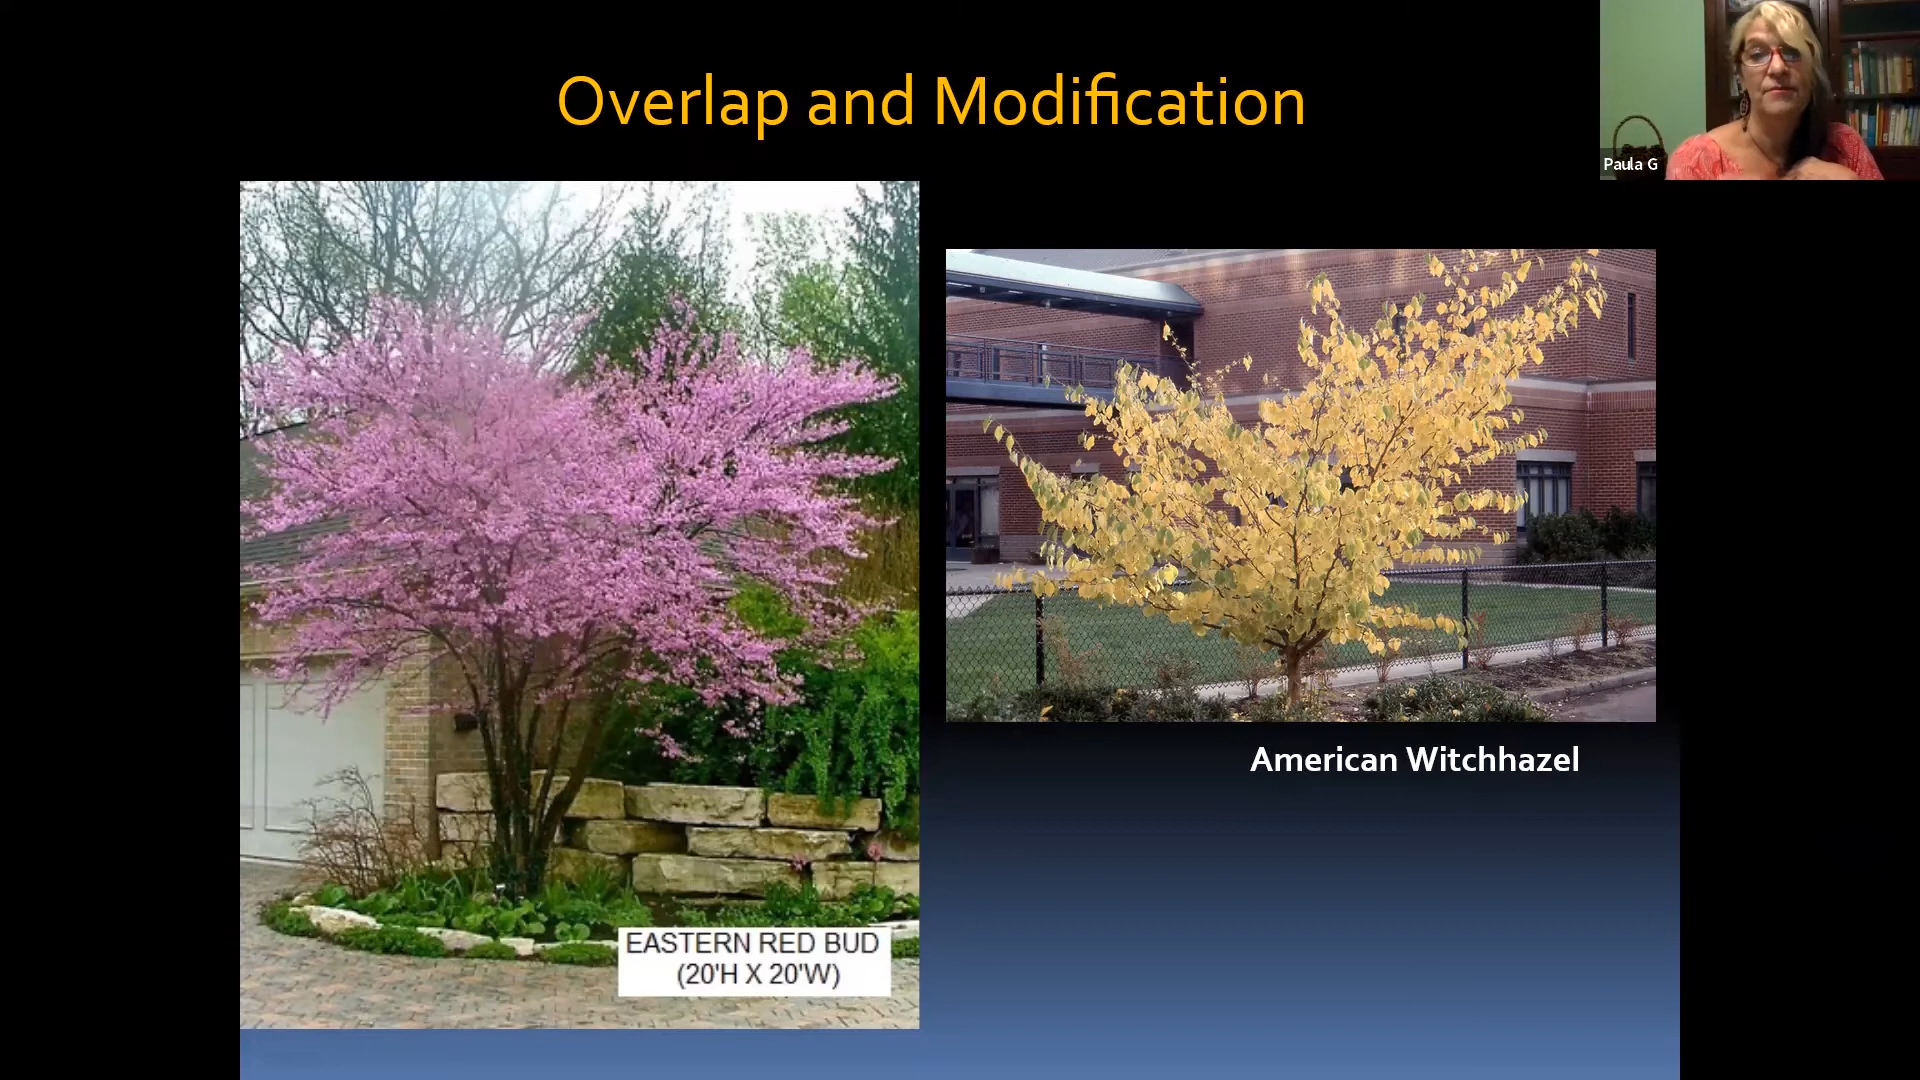 Overlap and Modification
Paula G
American Witchhazel
EASTERN RED BUD
(20'H X 20'W)